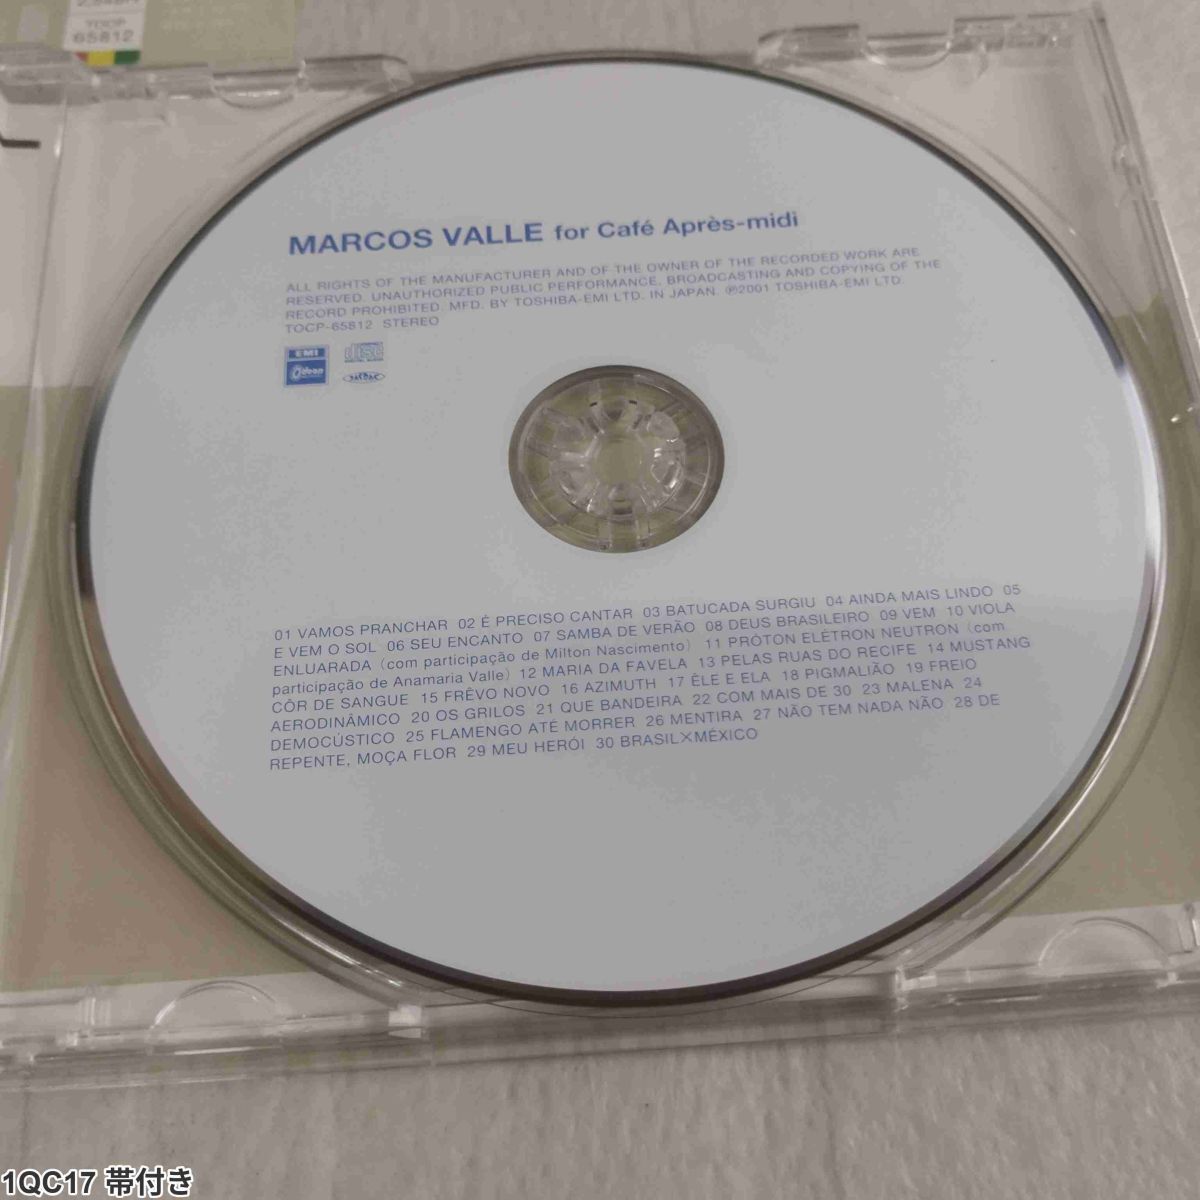 TOCP
65812
MARCOS VALLE for Café Après-midi
ALL RIGHTS OF THE MANUFACTURER AND OF THE OWNER OF THE RECORDED WORK ARE
RESERVED. UNAUTHORIZED PUBLIC PERFORMANCE, BROADCASTING AND COPYING OF THE
RECORD PROHIBITED. MFD. BY TOSHIBA-EMI LTD. IN JAPAN. ℗2001 TOSHIBA-EMI LTD.
TOCP-65812 STEREO
EMI
Odeon
disc
JASRAC
01 VAMOS PRANCHAR 02 É PRECISO CANTAR 03 BATUCADA SURGIU 04 AINDA MAIS LINDO 05
E VEM O SOL 06 SEU ENCANTO 07 SAMBA DE VERÃO 08 DEUS BRASILEIRO 09 VEM 10 VIOLA
ENLUARADA (com participação de Milton Nascimento) 11 PRÓTON ELÉTRON NEUTRON (com
participação de Anamaria Valle) 12 MARIA DA FAVELA 13 PELAS RUAS DO RECIFE 14 MUSTANG
CÔR DE SANGUE 15 FRÊVO NOVO 16 AZIMUTH 17 ÊLE E ELA 18 PIGMALIÃO 19 FREIO
AERODINÂMICO 20 OS GRILOS 21 QUE BANDEIRA 22 COM MAIS DE 30 23 MALENA 24
DEMOCÚSTICO 25 FLAMENGO ATÉ MORRER 26 MENTIRA 27 NÃO TEM NADA NÃO 28 DE
REPENTE, MOÇA FLOR 29 MEU HERÓI 30 BRASIL×MÉXICO
1QC17 帯付き